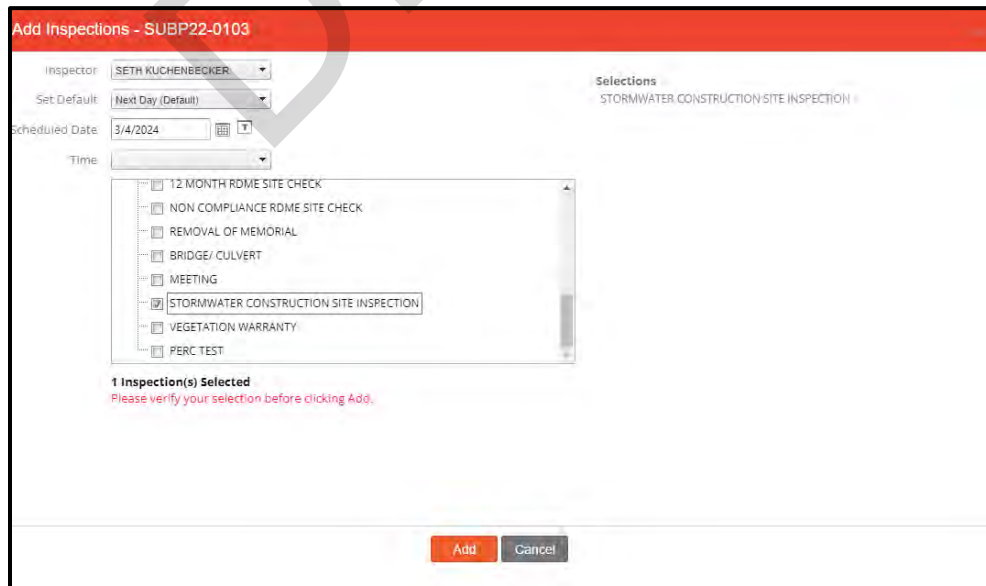 Add Inspections - SUBP22-0103
Inspector SETH KUCHENBECKER
Set Default Next Day (Default)
Scheduled Date 3/4/2024
Time
12 MONTH RDME SITE CHECK
NON COMPLIANCE RDME SITE CHECK
REMOVAL OF MEMORIAL
BRIDGE/ CULVERT
MEETING
STORMWATER CONSTRUCTION SITE INSPECTION
VEGETATION WARRANTY
PERC TEST
1 Inspection(s) Selected
Please verify your selection before clicking Add.
Selections
STORMWATER CONSTRUCTION SITE INSPECTION
Add Cancel